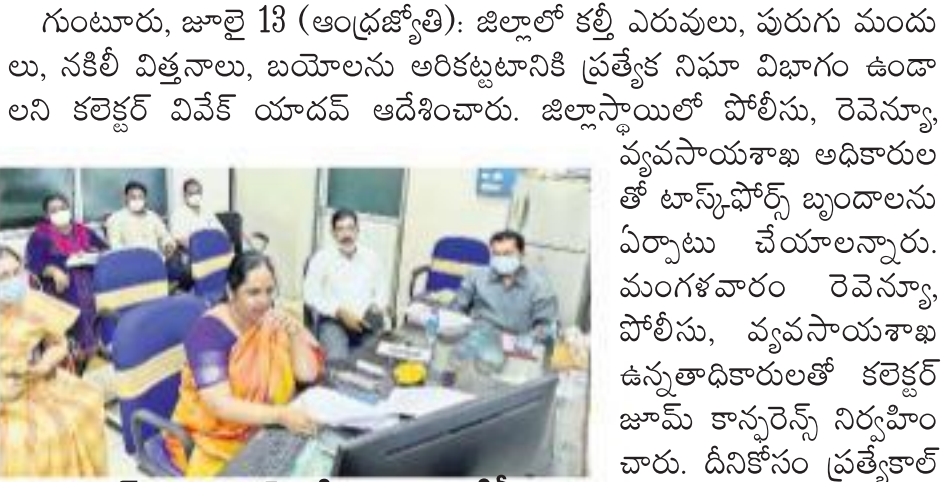 గుంటూరు, జూలై 13 (ఆంధ్రజ్యోతి): జిల్లాలో కల్తీ ఎరువులు, పురుగు మందు
లు, నకిలీ విత్తనాలు, బయోలను అరికట్టటానికి ప్రత్యేక నిఘా విభాగం ఉండా
లని కలెక్టర్ వివేక్ యాదవ్ ఆదేశించారు. జిల్లాస్థాయిలో పోలీసు, రెవెన్యూ,
వ్యవసాయశాఖ అధికారుల
తో టాస్క్‌ఫోర్స్ బృందాలను
ఏర్పాటు చేయాలన్నారు.
మంగళవారం రెవెన్యూ,
పోలీసు, వ్యవసాయశాఖ
ఉన్నతాధికారులతో కలెక్టర్
జూమ్ కాన్ఫరెన్స్ నిర్వహిం
చారు. దీనికోసం ప్రత్యేకాల్